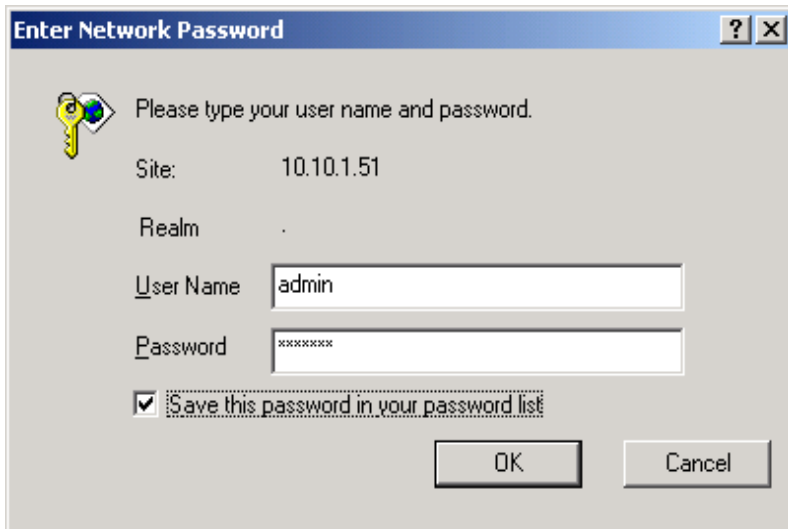 Enter Network Password
Please type your user name and password.
Site: 10.10.1.51
Realm .
User Name admin
Password *******
Save this password in your password list
OK Cancel